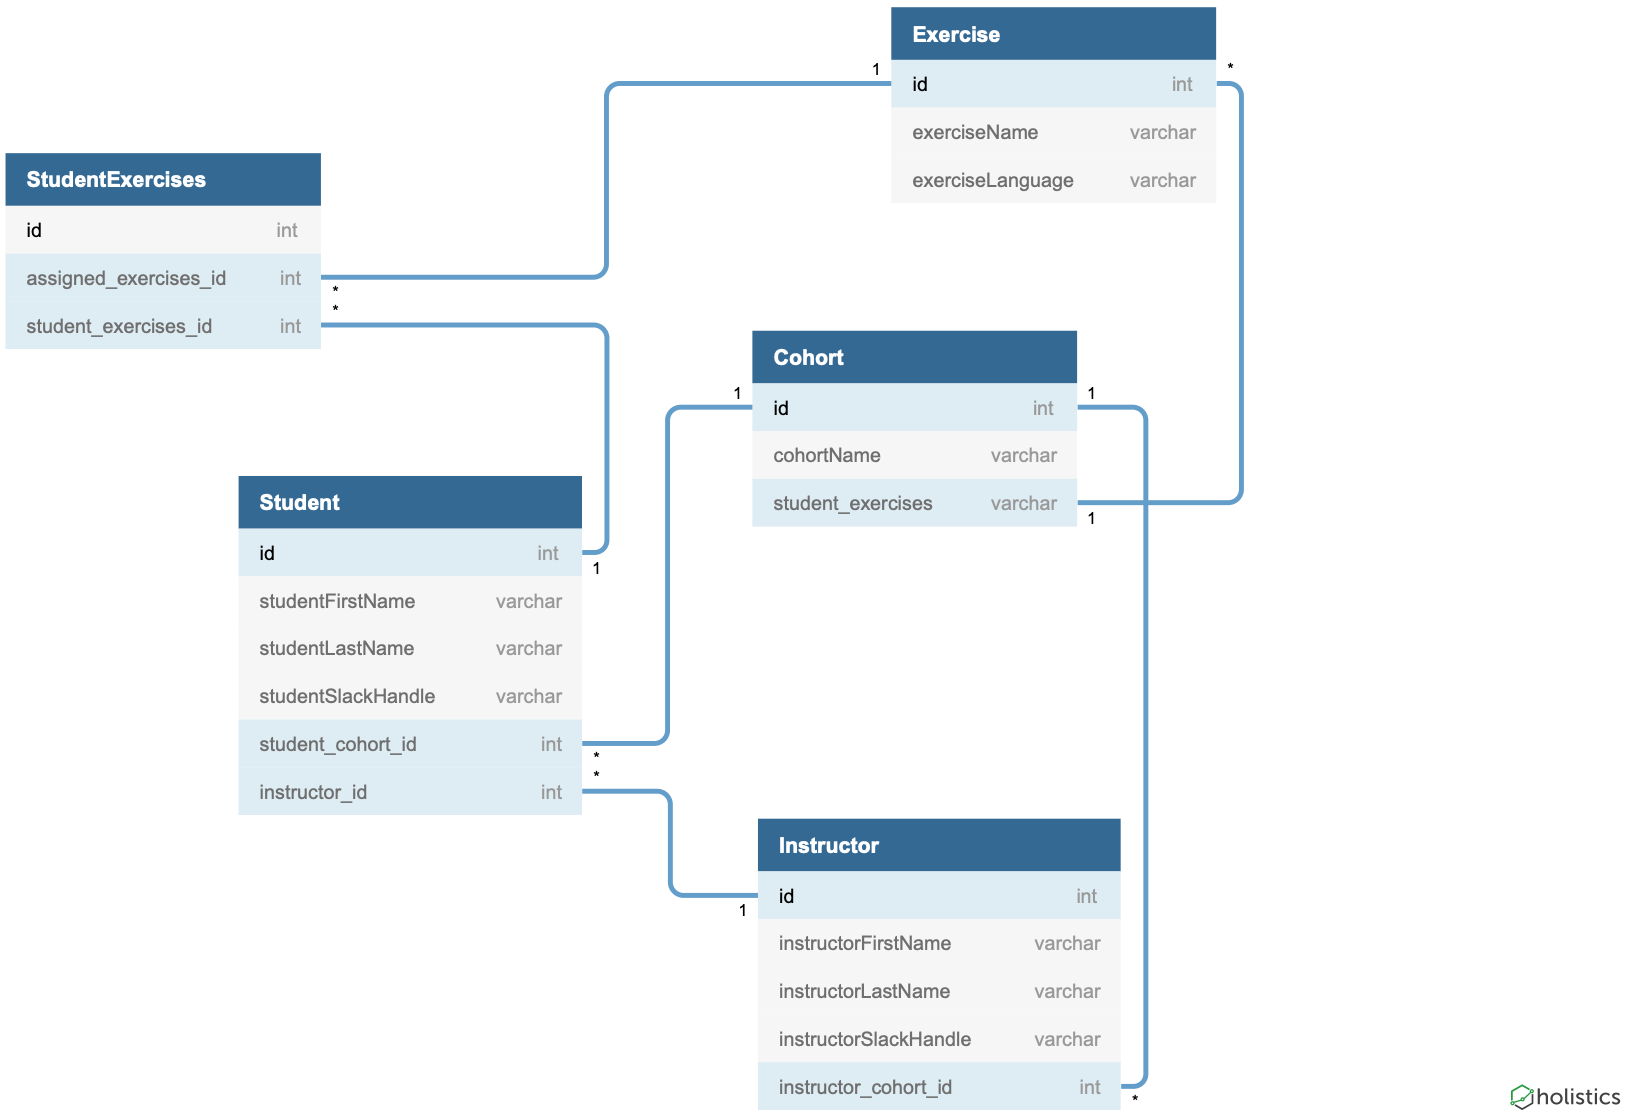 Exercise
1
*
id int
exerciseName varchar
exerciseLanguage varchar
StudentExercises
id int
assigned_exercises_id int
*
*
student_exercises_id int
Cohort
1
1
id int
cohortName varchar
student_exercises varchar
1
Student
id int
1
studentFirstName varchar
studentLastName varchar
studentSlackHandle varchar
student_cohort_id int
*
*
instructor_id int
Instructor
id int
1
instructorFirstName varchar
instructorLastName varchar
instructorSlackHandle varchar
instructor_cohort_id int
*
holistics